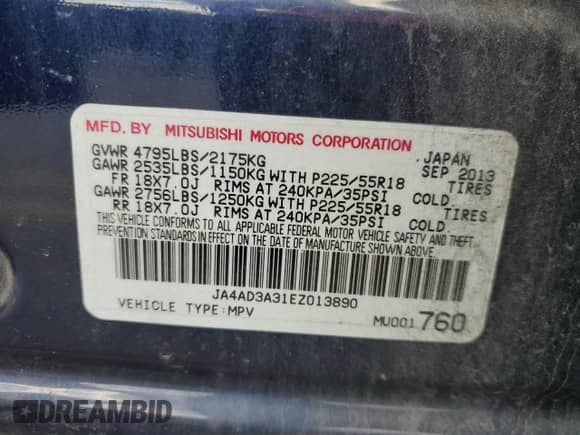 MFD. BY MITSUBISHI MOTORS CORPORATION
GVWR 4795LBS/2175KG JAPAN
GAWR 2535LBS/1150KG WITH P225/55R18 SEP 2013
FR 18X7.0J RIMS AT 240KPA/35PSI COLD. TIRES
GAWR 2756LBS/1250KG WITH P225/55R18 TIRES
RR 18X7.0J RIMS AT 240KPA/35PSI COLD.
THIS VEHICLE CONFORMS TO ALL APPLICABLE FEDERAL MOTOR VEHICLE SAFETY AND THEFT
PREVENTION STANDARDS IN EFFECT ON THE DATE OF MANUFACTURE SHOWN ABOVE.
JA4AD3A31EZ013890
VEHICLE TYPE:MPV MU001760
DREAMBID